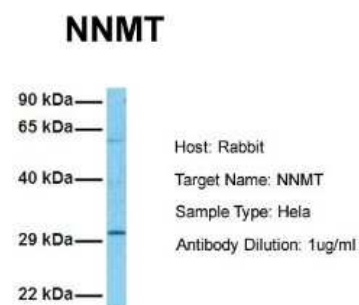 NNMT
90 kDa
65 kDa
40 kDa
29 kDa
22 kDa
Host: Rabbit
Target Name: NNMT
Sample Type: Hela
Antibody Dilution: 1ug/ml